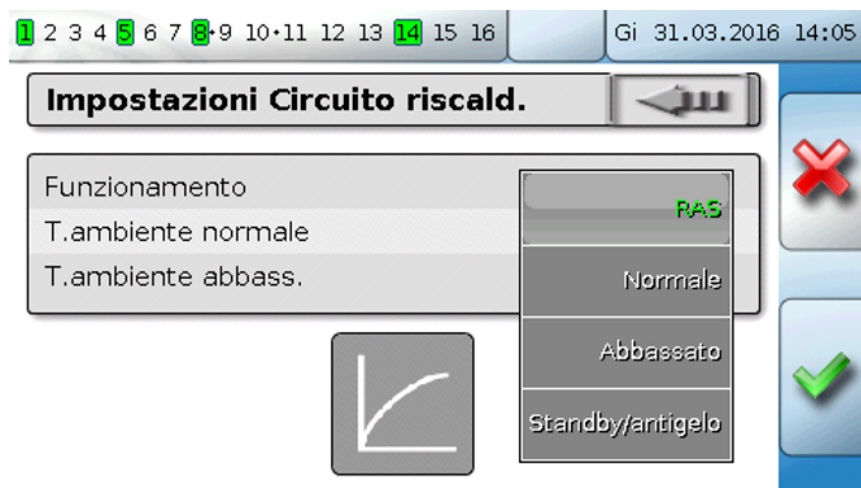 1 2 3 4 5 6 7 8·9 10·11 12 13 14 15 16 Gi 31.03.2016 14:05
Impostazioni Circuito riscald.
Funzionamento
T.ambiente normale
T.ambiente abbass.
RAS
Normale
Abbassato
Standby/antigelo